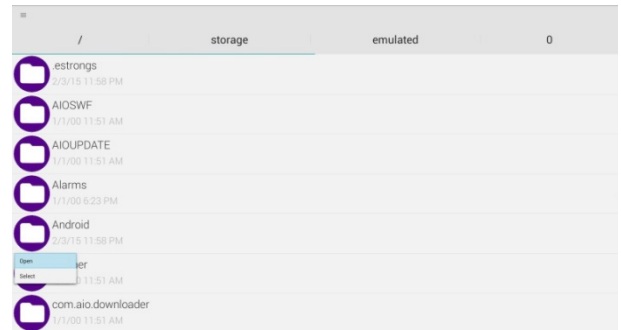 / storage emulated 0
.estrongs
2/3/15 11:58 PM
AIOSWF
1/1/00 11:51 AM
AIOUPDATE
1/1/00 11:51 AM
Alarms
1/1/00 6:23 PM
Android
2/3/15 11:58 PM
Open
Select
11:51 AM
com.aio.downloader
1/1/00 11:51 AM